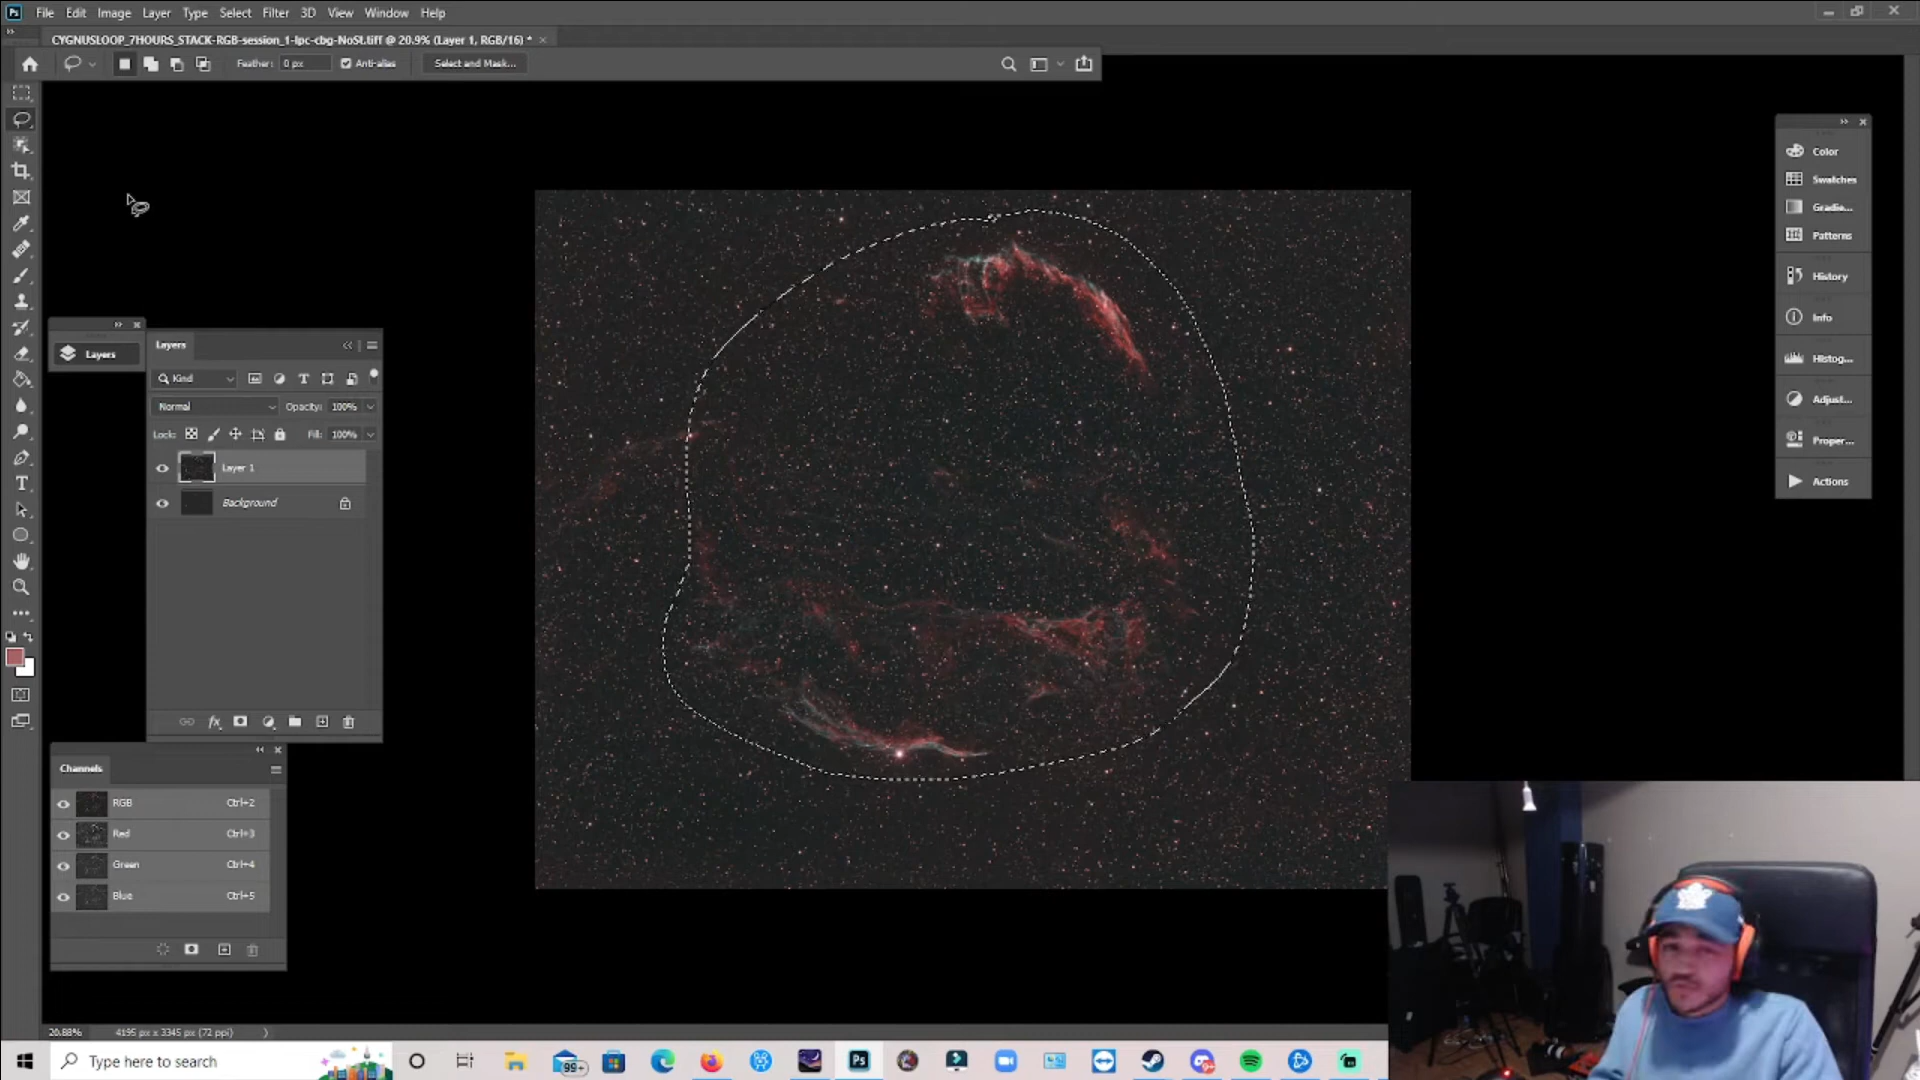 Ps File Edit Image Layer Type Select Filter 3D View Window Help
CYGNUSLOOP_7HOURS_STACK-RGB-session_1-lpc-cbg-NoSt.tiff @ 20.9% (Layer 1, RGB/16) *
Feather: 0 px Anti-alias Select and Mask...
Color
Swatches
Gradie...
Patterns
History
Info
Histog...
Adjust...
Proper...
Actions
Layers
Layers
Kind
Normal Opacity: 100%
Lock: Fill: 100%
Layer 1
Background
fx
Channels
RGB Ctrl+2
Red Ctrl+3
Green Ctrl+4
Blue Ctrl+5
20.88% 4195 px x 3345 px (72 ppi)
Type here to search
99+
Ps